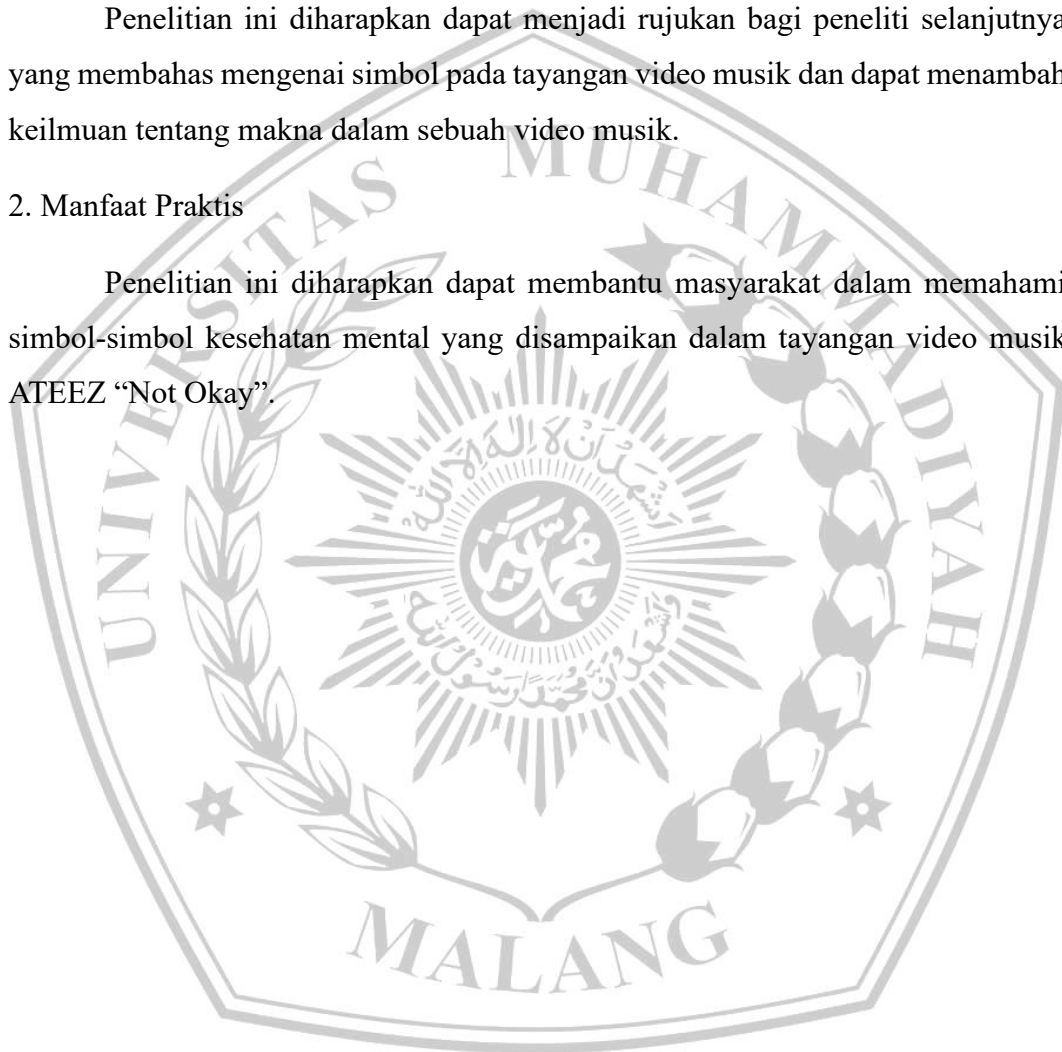 Penelitian ini diharapkan dapat menjadi rujukan bagi peneliti selanjutnya
yang membahas mengenai simbol pada tayangan video musik dan dapat menambah
keilmuan tentang makna dalam sebuah video musik.
2. Manfaat Praktis
Penelitian ini diharapkan dapat membantu masyarakat dalam memahami
simbol-simbol kesehatan mental yang disampaikan dalam tayangan video musik
ATEEZ “Not Okay”.
UNIVERSITAS MUHAMMADIYAH
MALANG